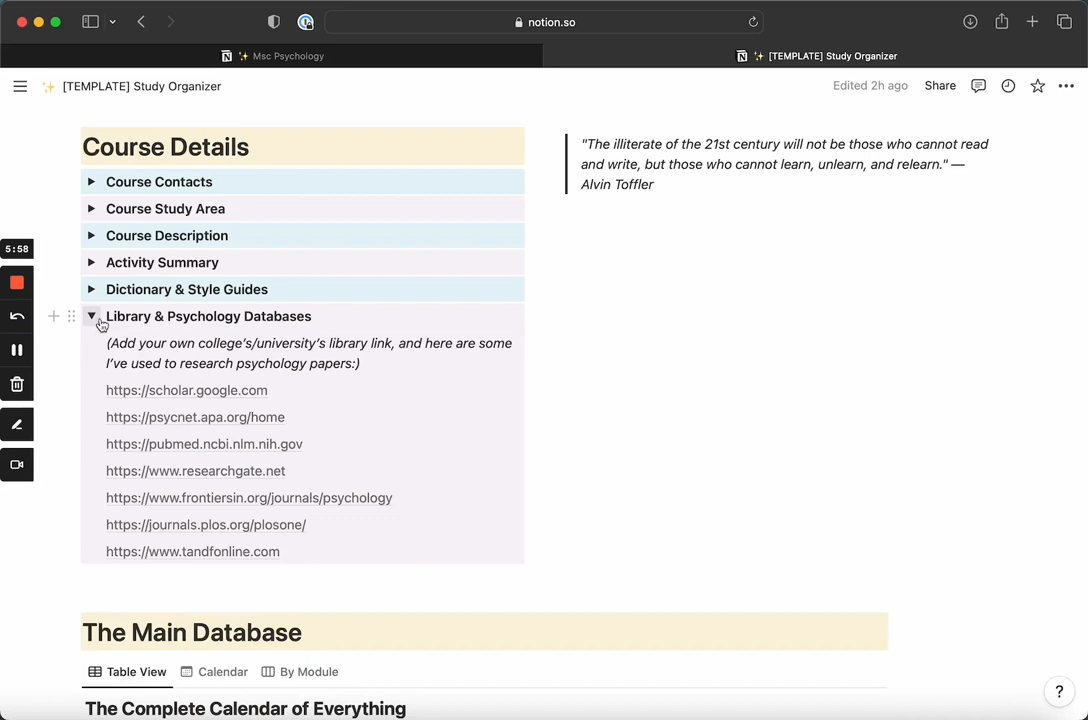 notion.so
✨ Msc Psychology
✨ [TEMPLATE] Study Organizer
✨ [TEMPLATE] Study Organizer
Edited 2h ago
Share
Course Details
Course Contacts
Course Study Area
Course Description
Activity Summary
Dictionary & Style Guides
Library & Psychology Databases
(Add your own college's/university's library link, and here are some
I've used to research psychology papers:)
https://scholar.google.com
https://psycnet.apa.org/home
https://pubmed.ncbi.nlm.nih.gov
https://www.researchgate.net
https://www.frontiersin.org/journals/psychology
https://journals.plos.org/plosone/
https://www.tandfonline.com
"The illiterate of the 21st century will not be those who cannot read
and write, but those who cannot learn, unlearn, and relearn." —
Alvin Toffler
5:58
The Main Database
Table View
Calendar
By Module
The Complete Calendar of Everything
?